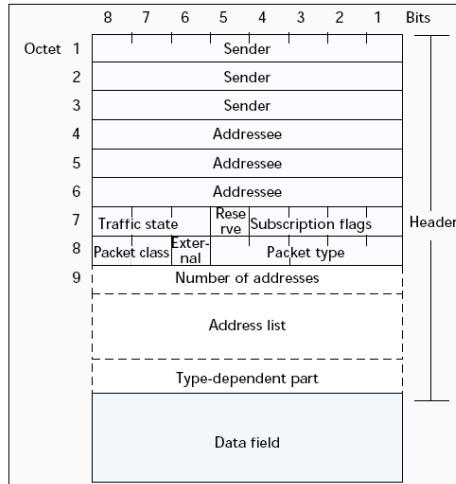 8 7 6 5 4 3 2 1 Bits
Octet 1 Sender
2 Sender
3 Sender
4 Addressee
5 Addressee
6 Addressee
7 Traffic state Rese
rve Subscription flags Header
8 Packet class Exter-
nal Packet type
9 Number of addresses
Address list
Type-dependent part
Data field